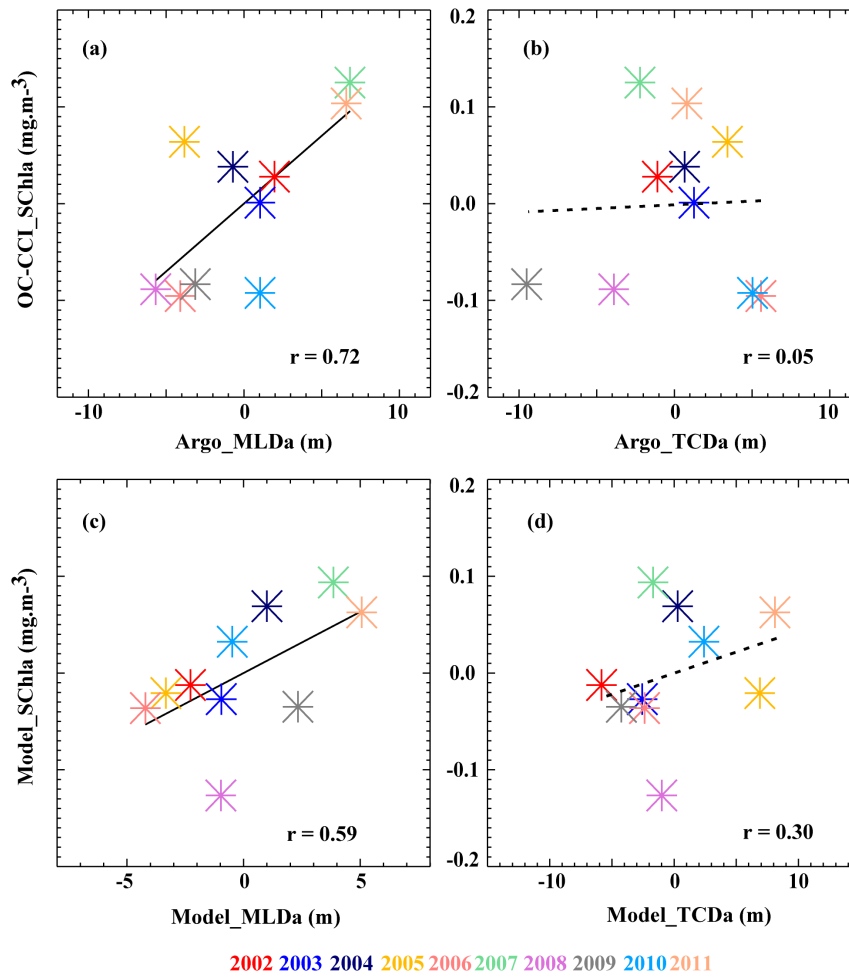 (a)
OC-CCI_SChla (mg.m-3)
r = 0.72
-10 0 10
Argo_MLDa (m)
0.2
0.1
0.0
-0.1
-0.2
(b)
r = 0.05
-10 0 10
Argo_TCDa (m)
(c)
Model_SChla (mg.m-3)
r = 0.59
-5 0 5
Model_MLDa (m)
0.2
0.1
0.0
-0.1
-0.2
(d)
r = 0.30
-10 0 10
Model_TCDa (m)
2002 2003 2004 2005 2006 2007 2008 2009 2010 2011